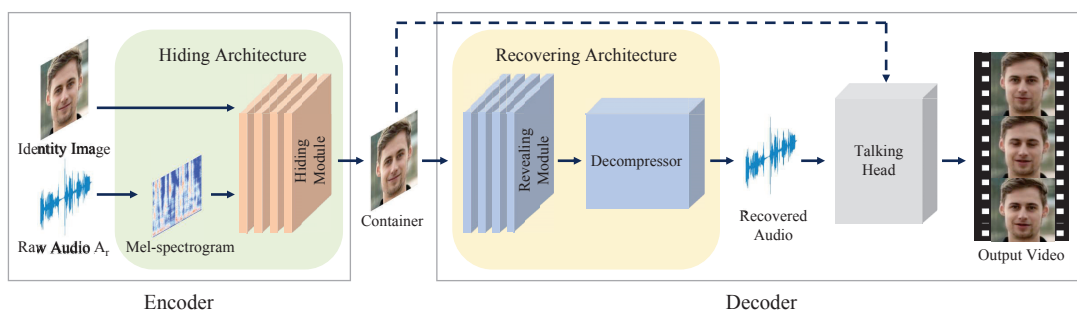 Hiding Architecture
Identity Image
Raw Audio A_r
Mel-spectrogram
Hiding
Module
Container
Recovering Architecture
Revealing
Module
Decompressor
Recovered
Audio
Talking
Head
Output Video
Encoder
Decoder